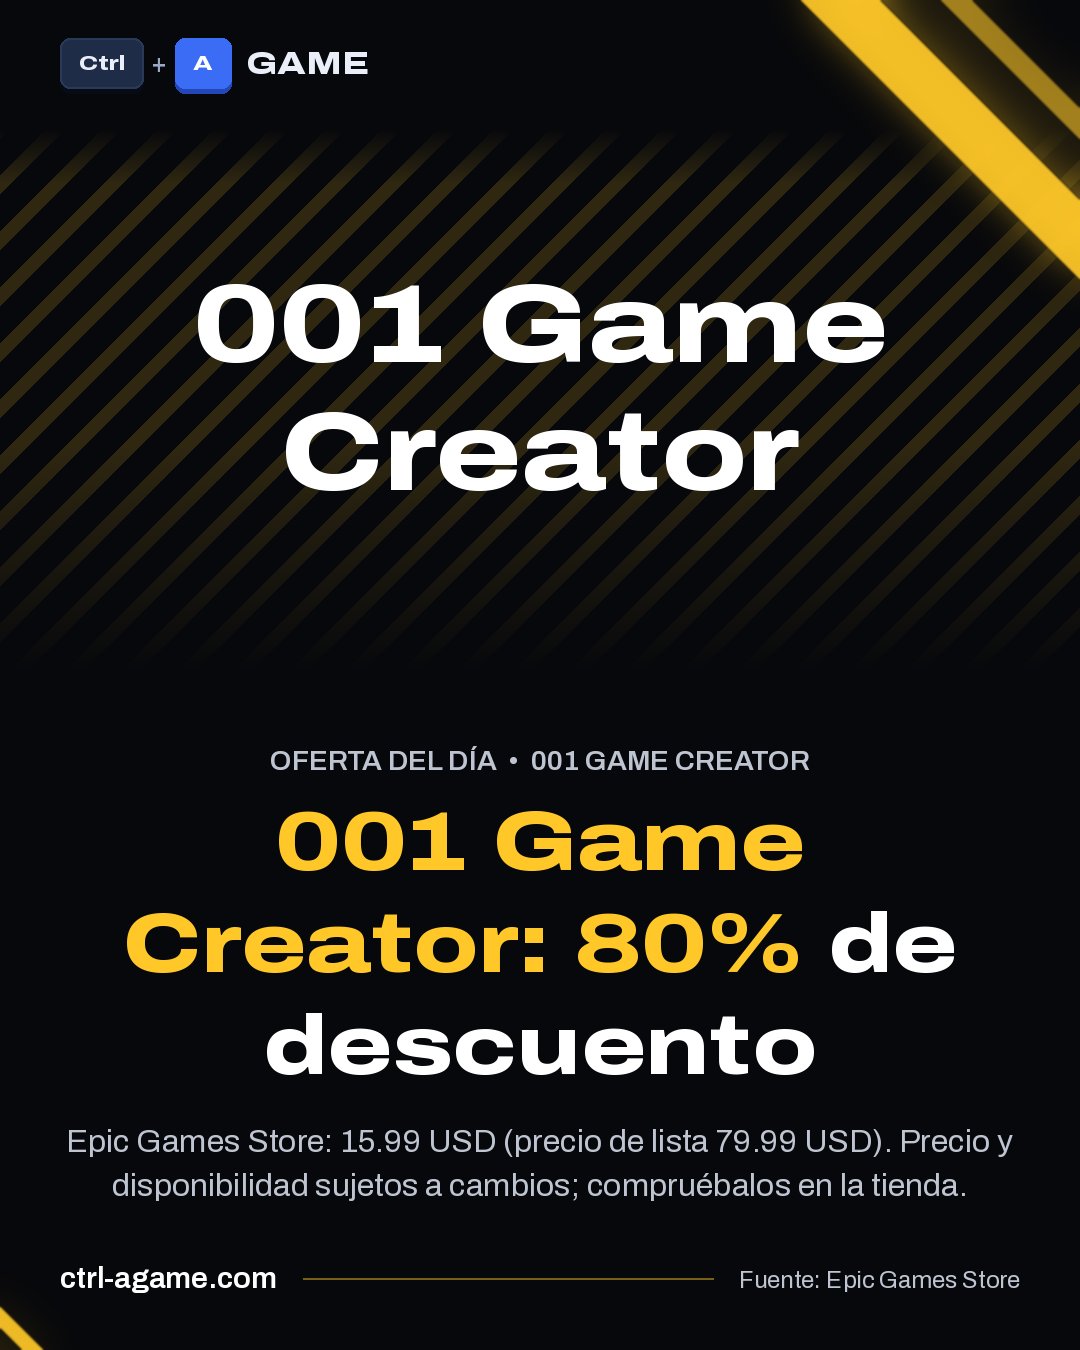 Ctrl + A GAME
001 Game
Creator
OFERTA DEL DÍA • 001 GAME CREATOR
001 Game
Creator: 80% de
descuento
Epic Games Store: 15.99 USD (precio de lista 79.99 USD). Precio y
disponibilidad sujetos a cambios; compruébalos en la tienda.
ctrl-agame.com
Fuente: Epic Games Store